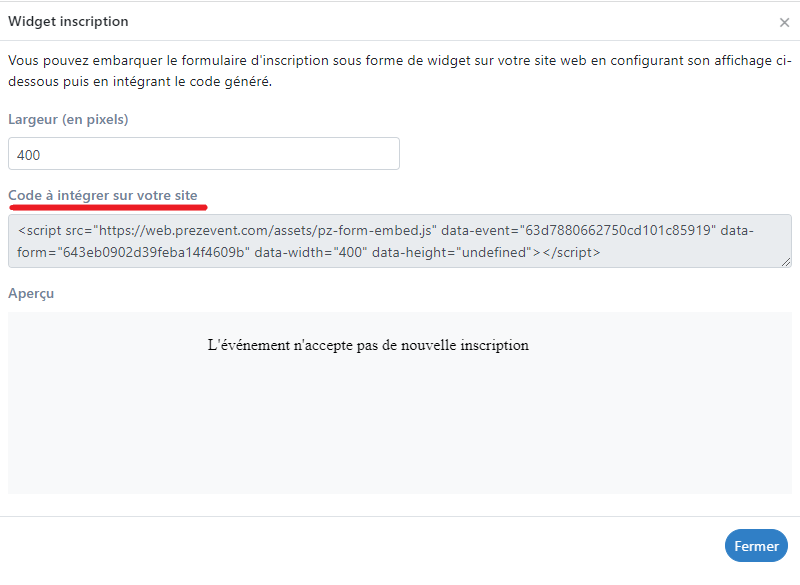 Widget inscription
×
Vous pouvez embarquer le formulaire d'inscription sous forme de widget sur votre site web en configurant son affichage ci-
dessous puis en intégrant le code généré.
Largeur (en pixels)
400
Code à intégrer sur votre site
<script src="https://web.prezevent.com/assets/pz-form-embed.js" data-event="63d7880662750cd101c85919" data-
form="643eb0902d39feba14f4609b" data-width="400" data-height="undefined"></script>
Aperçu
L'événement n'accepte pas de nouvelle inscription
Fermer